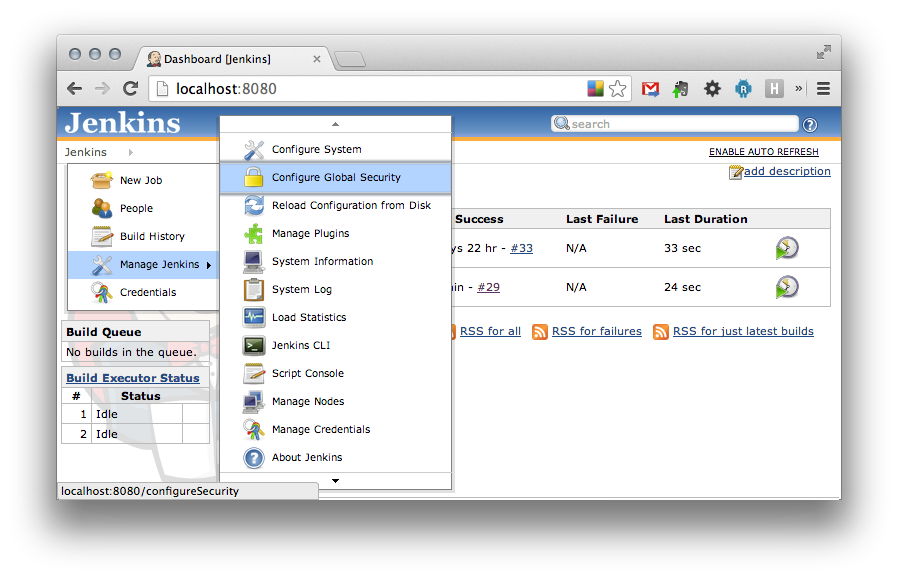 Dashboard [Jenkins]
localhost:8080
Jenkins
search
Jenkins
ENABLE AUTO REFRESH
add description
New Job
People
Build History
Manage Jenkins
Credentials
Configure System
Configure Global Security
Reload Configuration from Disk
Manage Plugins
System Information
System Log
Load Statistics
Jenkins CLI
Script Console
Manage Nodes
Manage Credentials
About Jenkins
Success Last Failure Last Duration
22 hr - #33 N/A 33 sec
- #29 N/A 24 sec
RSS for all RSS for failures RSS for just latest builds
Build Queue
No builds in the queue.
Build Executor Status
# Status
1 Idle
2 Idle
localhost:8080/configureSecurity